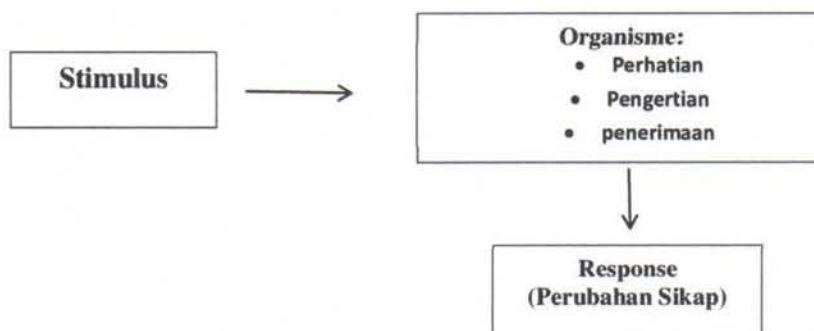 Stimulus
Organisme:
• Perhatian
• Pengertian
• penerimaan
Response
(Perubahan Sikap)